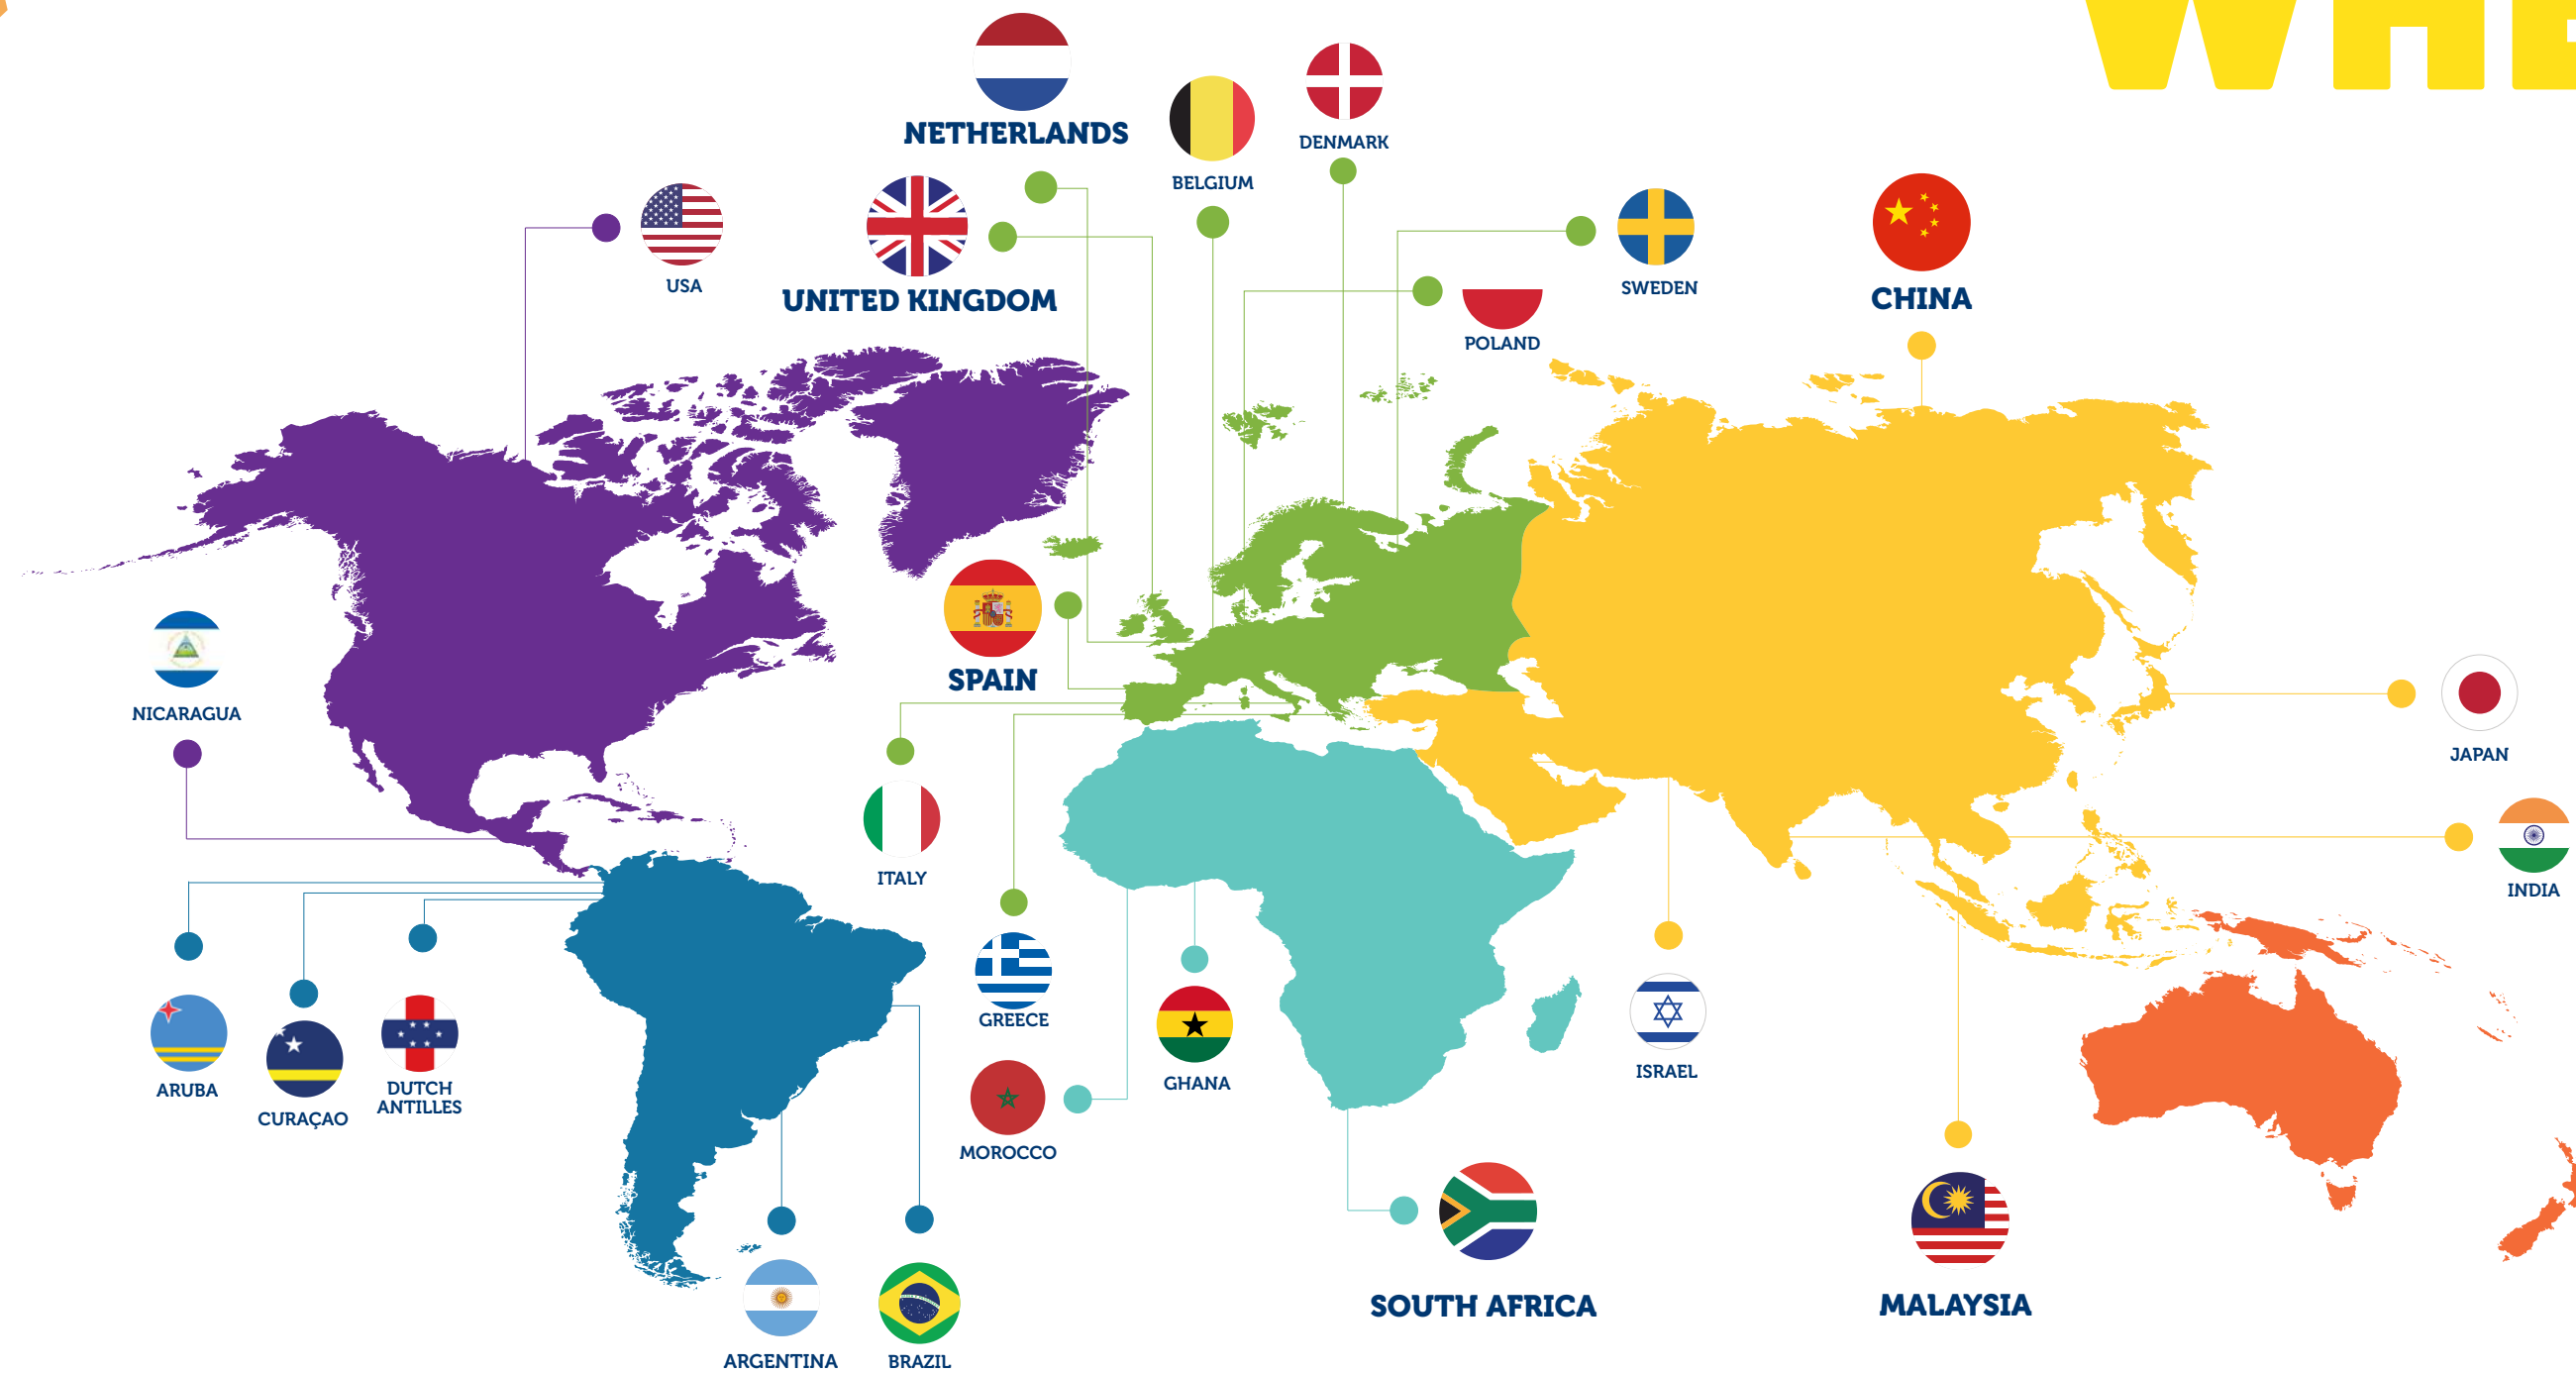 WHE
NETHERLANDS
DENMARK
BELGIUM
USA
UNITED KINGDOM
SWEDEN
CHINA
POLAND
SPAIN
NICARAGUA
JAPAN
ITALY
INDIA
GREECE
ISRAEL
GHANA
ARUBA
DUTCH
ANTILLES
CURAÇAO
MOROCCO
SOUTH AFRICA
MALAYSIA
ARGENTINA
BRAZIL